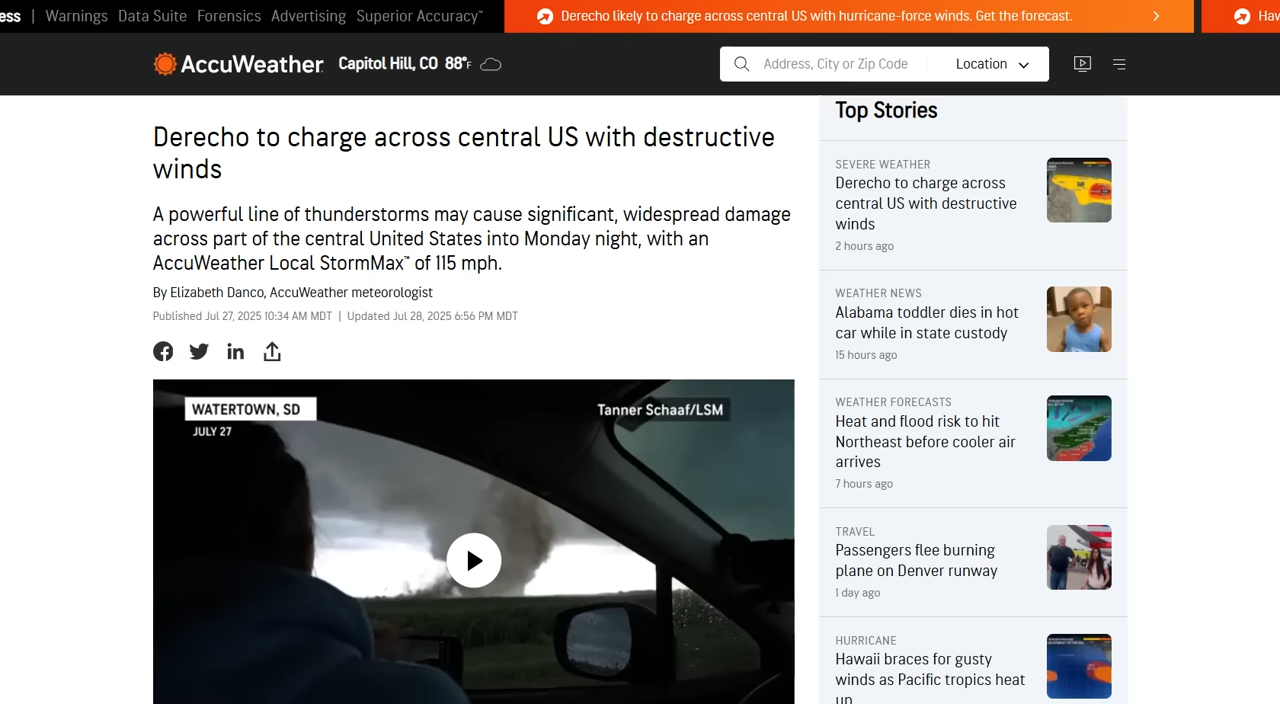 ess | Warnings Data Suite Forensics Advertising Superior Accuracy™
Derecho likely to charge across central US with hurricane-force winds. Get the forecast.
Haw
AccuWeather
Capitol Hill, CO 88°F
Address, City or Zip Code
Location
Derecho to charge across central US with destructive
winds
A powerful line of thunderstorms may cause significant, widespread damage
across part of the central United States into Monday night, with an
AccuWeather Local StormMax™ of 115 mph.
By Elizabeth Danco, AccuWeather meteorologist
Published Jul 27, 2025 10:34 AM MDT | Updated Jul 28, 2025 6:56 PM MDT
WATERTOWN, SD
JULY 27
Tanner Schaaf/LSM
Top Stories
SEVERE WEATHER
Derecho to charge across
central US with destructive
winds
2 hours ago
WEATHER NEWS
Alabama toddler dies in hot
car while in state custody
15 hours ago
WEATHER FORECASTS
Heat and flood risk to hit
Northeast before cooler air
arrives
7 hours ago
TRAVEL
Passengers flee burning
plane on Denver runway
1 day ago
HURRICANE
Hawaii braces for gusty
winds as Pacific tropics heat
up